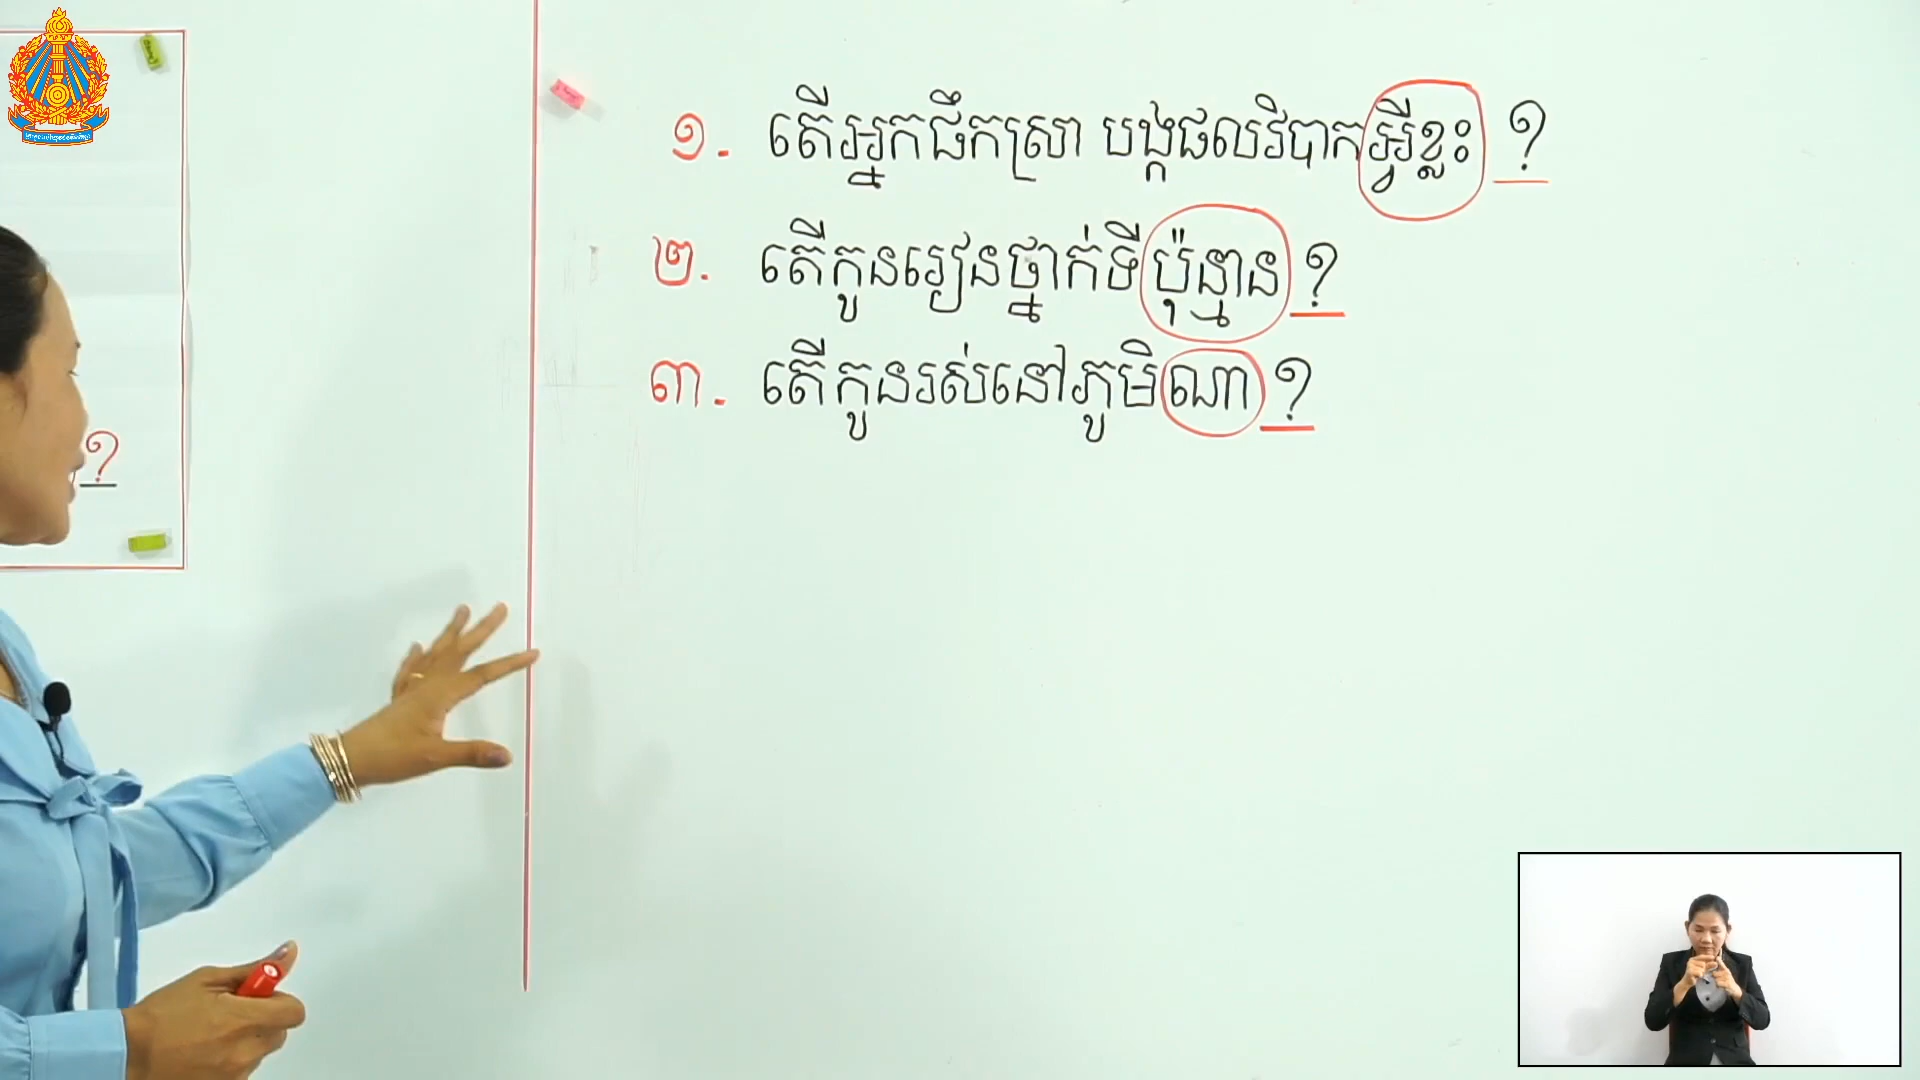 ១. តើអ្នកផឹកស្រា បង្កផលវិបាកអ្វីខ្លះ ?
២. តើកូនរៀនថ្នាក់ទីប៉ុន្មាន ?
៣. តើកូនរស់នៅភូមិណា ?
?